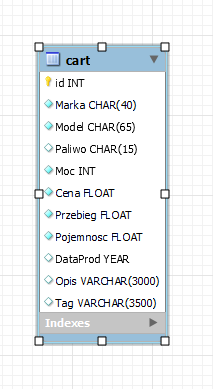 cart
id INT
Marka CHAR(40)
Model CHAR(65)
Paliwo CHAR(15)
Moc INT
Cena FLOAT
Przebieg FLOAT
Pojemnosc FLOAT
DataProd YEAR
Opis VARCHAR(3000)
Tag VARCHAR(3500)
Indexes